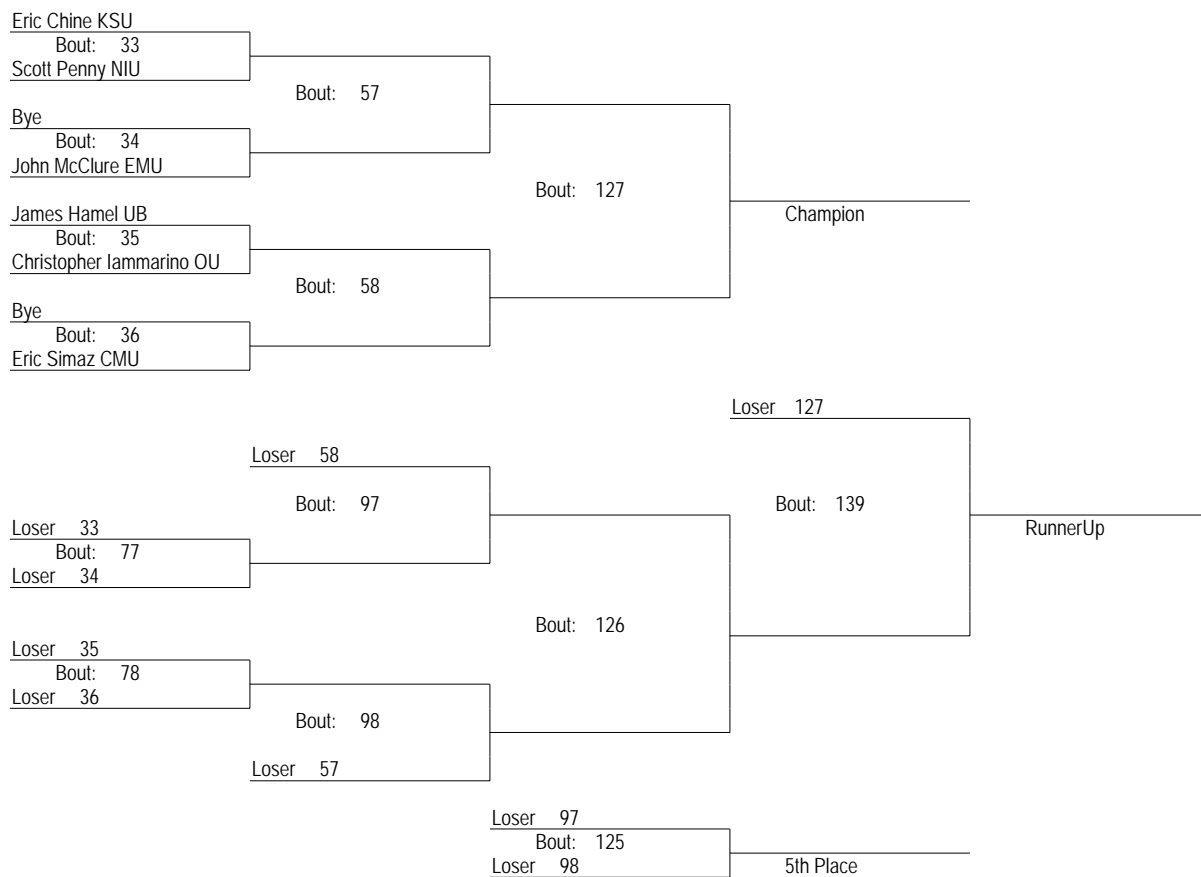 Eric Chine KSU
Bout: 33
Scott Penny NIU
Bout: 57
Bye
Bout: 34
John McClure EMU
Bout: 127
James Hamel UB
Champion
Bout: 35
Christopher Iammarino OU
Bout: 58
Bye
Bout: 36
Eric Simaz CMU
Loser 127
Loser 58
Bout: 97
Bout: 139
Loser 33
RunnerUp
Bout: 77
Loser 34
Bout: 126
Loser 35
Bout: 78
Loser 36
Bout: 98
Loser 57
Loser 97
Bout: 125
Loser 98
5th Place